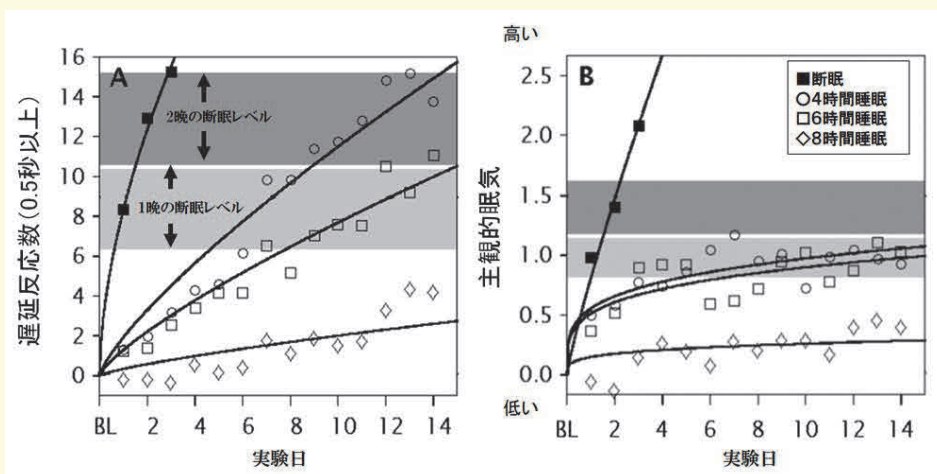 A
遅延反応数(0.5秒以上)
16
14
12
10
8
6
4
2
0
2晩の断眠レベル
1晩の断眠レベル
BL 2 4 6 8 10 12 14
実験日
B
高い
主観的眠気
2.5
2.0
1.5
1.0
0.5
0.0
低い
■断眠
○4時間睡眠
□6時間睡眠
◇8時間睡眠
BL 2 4 6 8 10 12 14
実験日